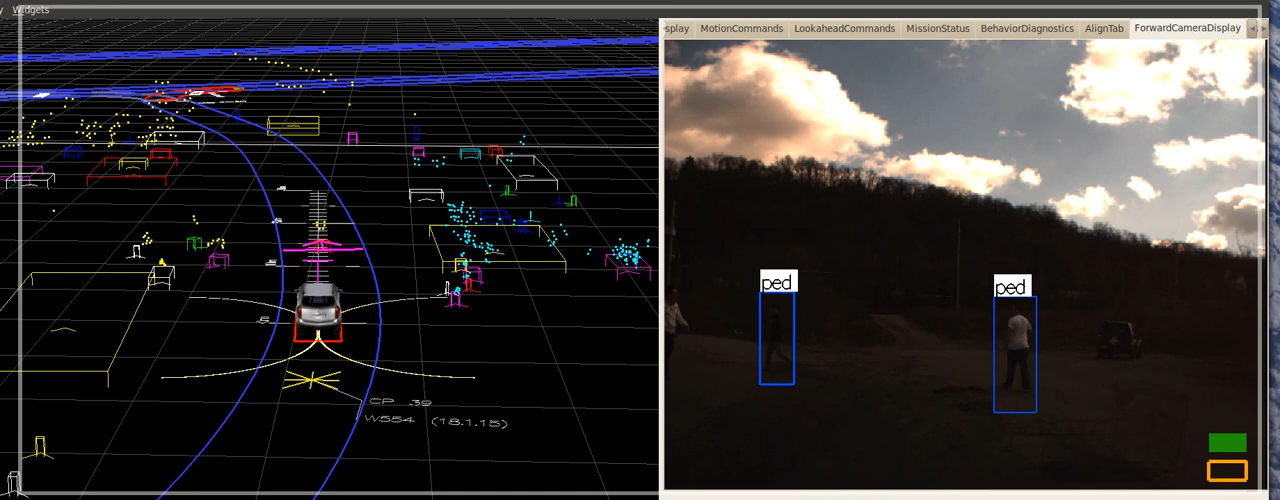 Widgets
splay MotionCommands LookaheadCommands MissionStatus BehaviorDiagnostics AlignTab ForwardCameraDisplay
ped
ped
CP 39
W554 (18.1.15)